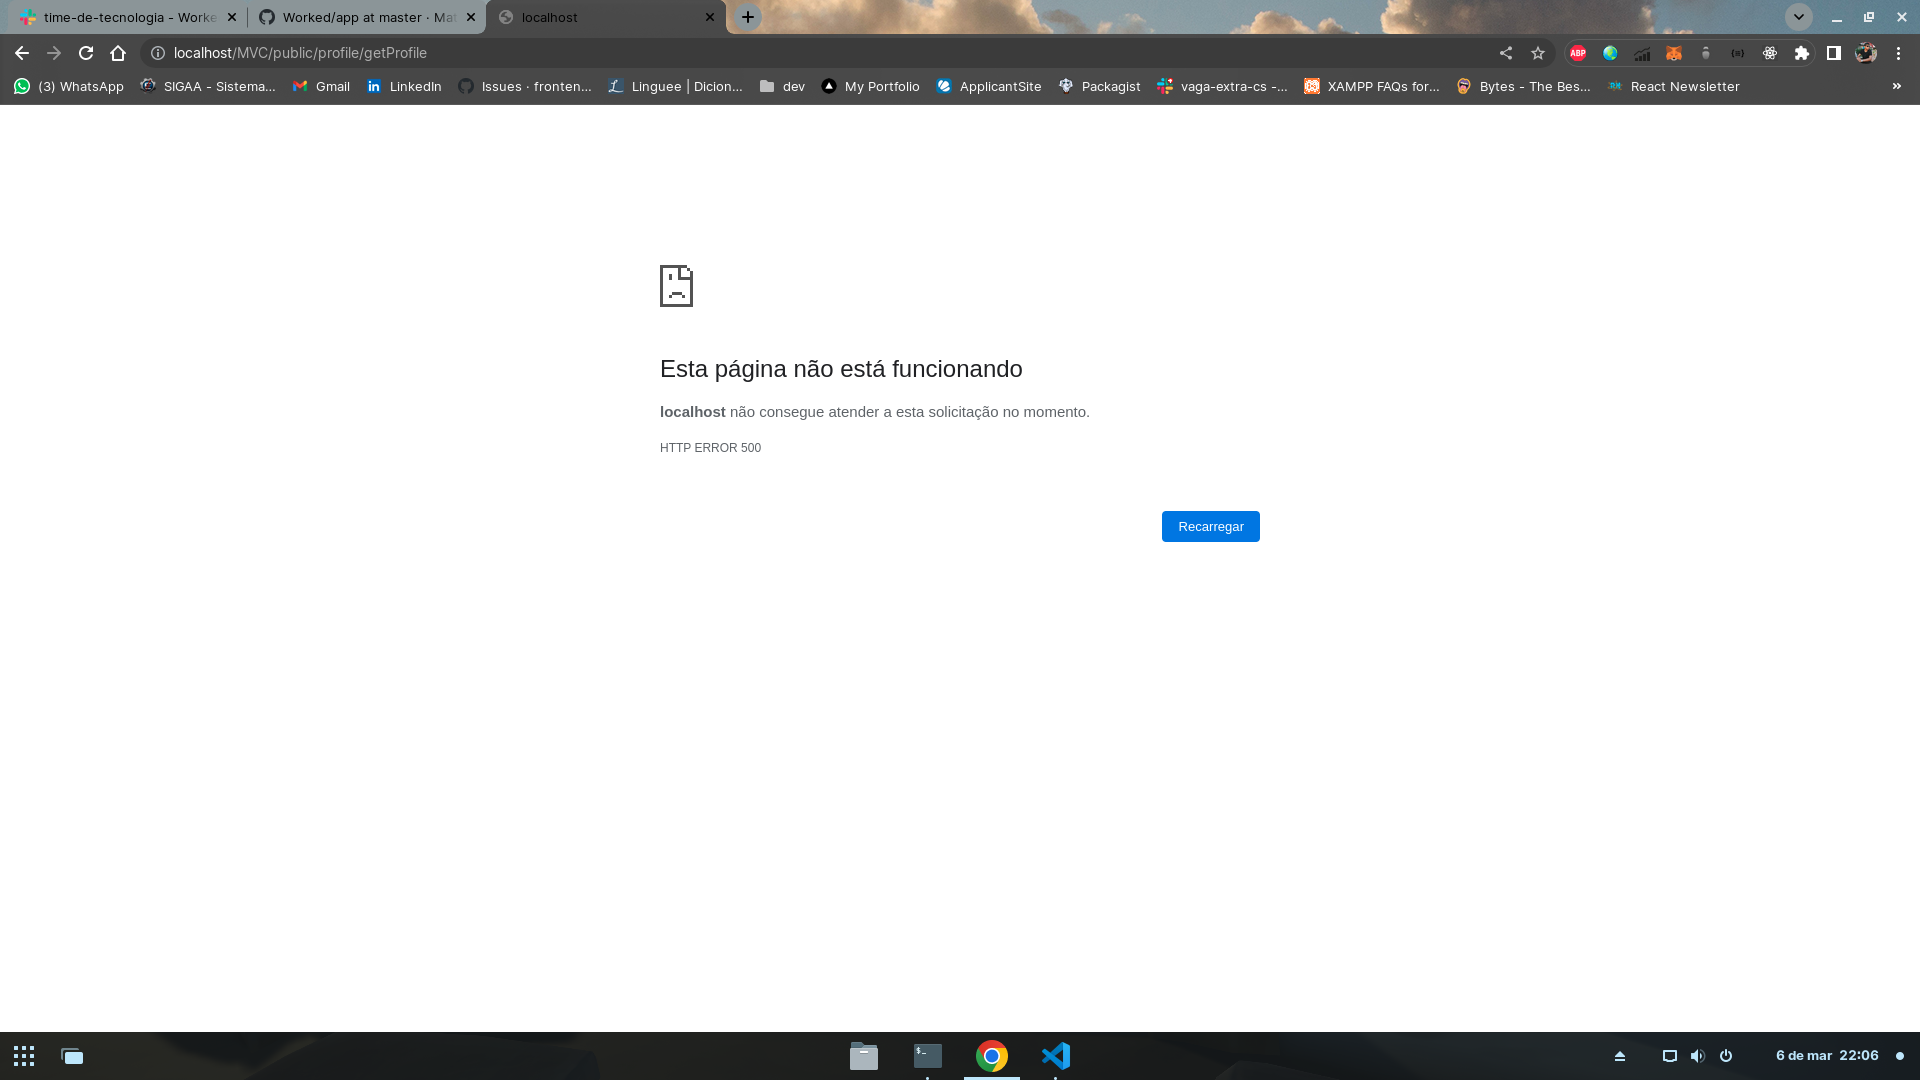 time-de-tecnologia - Worke
Worked/app at master · Mat
localhost
localhost/MVC/public/profile/getProfile
ABP
(3) WhatsApp
SIGAA - Sistema...
Gmail
LinkedIn
Issues · fronten...
Linguee | Dicion...
dev
My Portfolio
ApplicantSite
Packagist
vaga-extra-cs -...
XAMPP FAQs for...
Bytes - The Bes...
React Newsletter
»
Esta página não está funcionando
localhost não consegue atender a esta solicitação no momento.
HTTP ERROR 500
Recarregar
$_
6 de mar 22:06